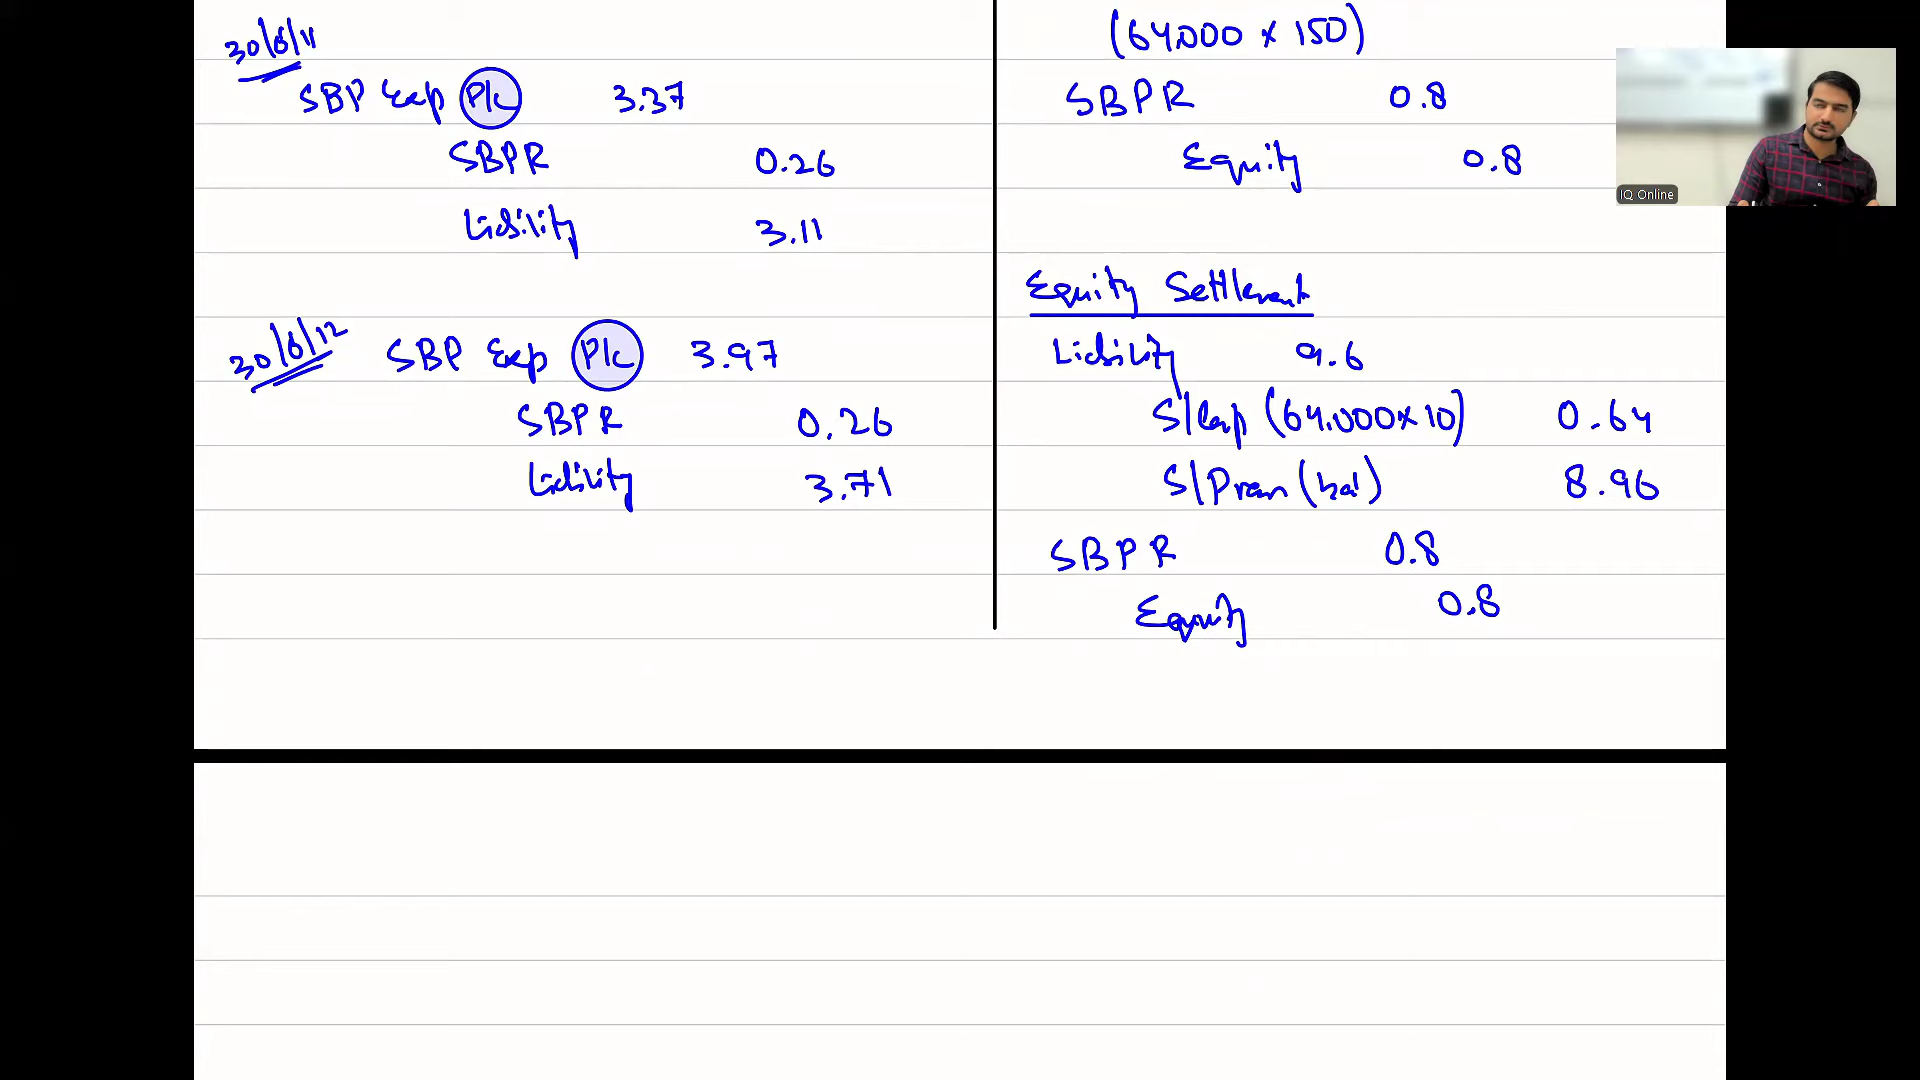 30/6/11
SBP Exp P/L 3.37
SBPR 0.26
Liability 3.11
30/6/12 SBP Exp P/L 3.97
SBPR 0.26
Liability 3.71
(64,000 x 150)
SBPR 0.8
Equity 0.8
Equity Settlement
Liability 9.6
S/Cap (64,000 x 10) 0.64
S/Prem (bal) 8.96
SBPR 0.8
Equity 0.8
IQ Online